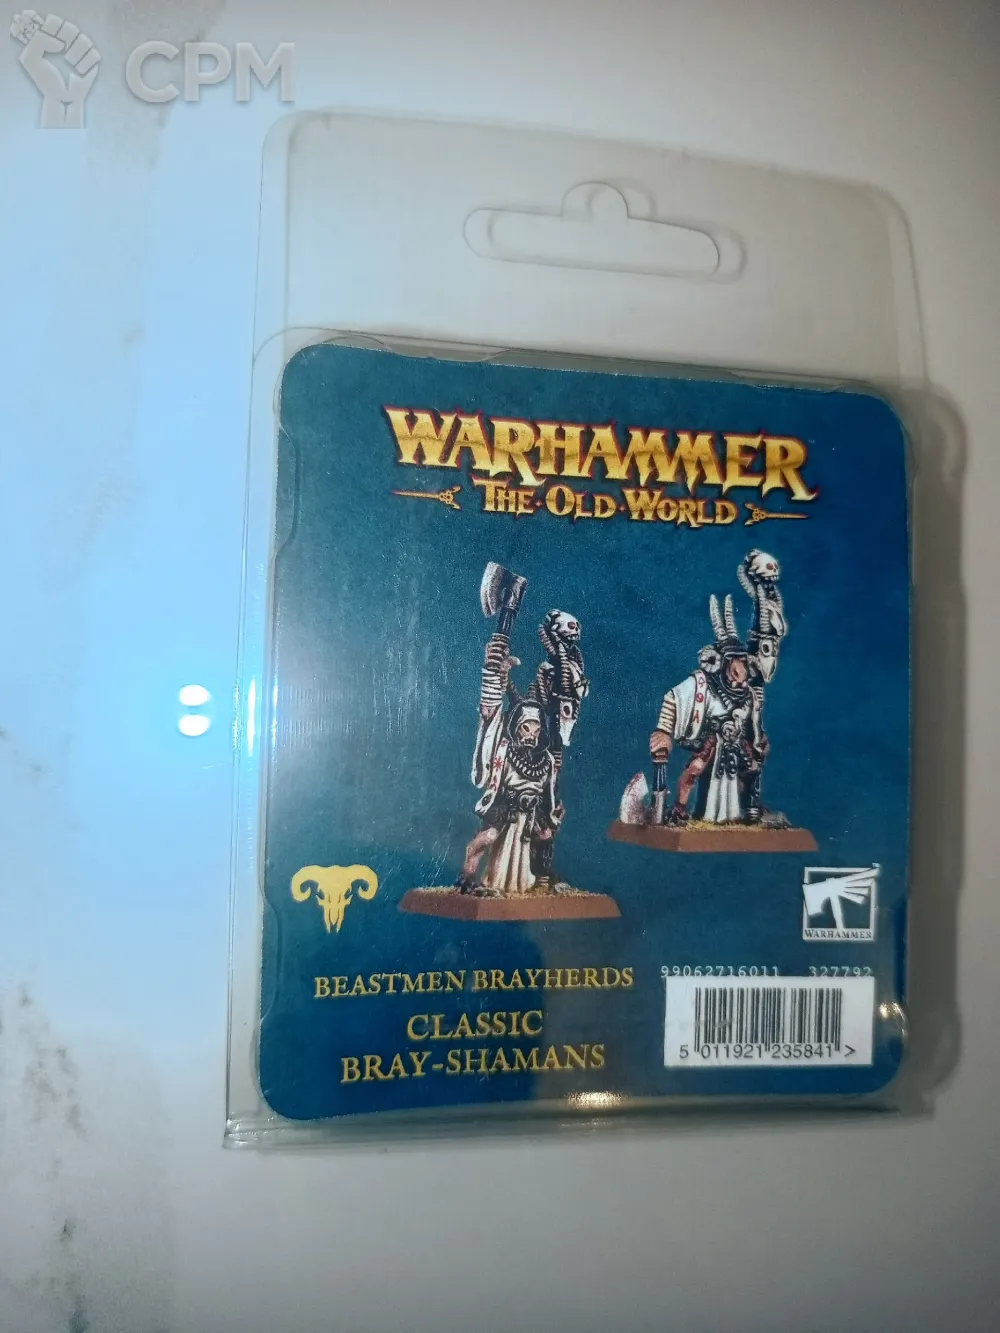 CPM
WARHAMMER
THE·OLD·WORLD
WARHAMMER
BEASTMEN BRAYHERDS
CLASSIC
BRAY-SHAMANS
99062716011 327792
5 011921 235841 >